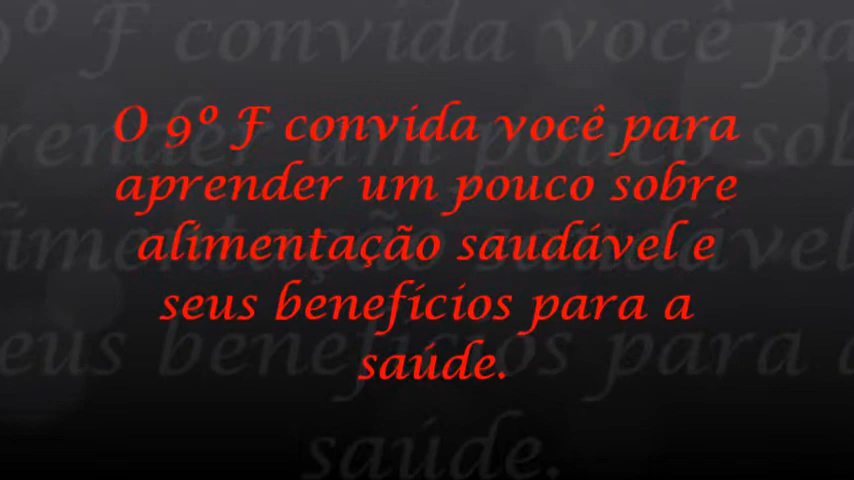 O 9º F convida você para
aprender um pouco sobre
alimentação saudável e
seus benefícios para a
saúde.